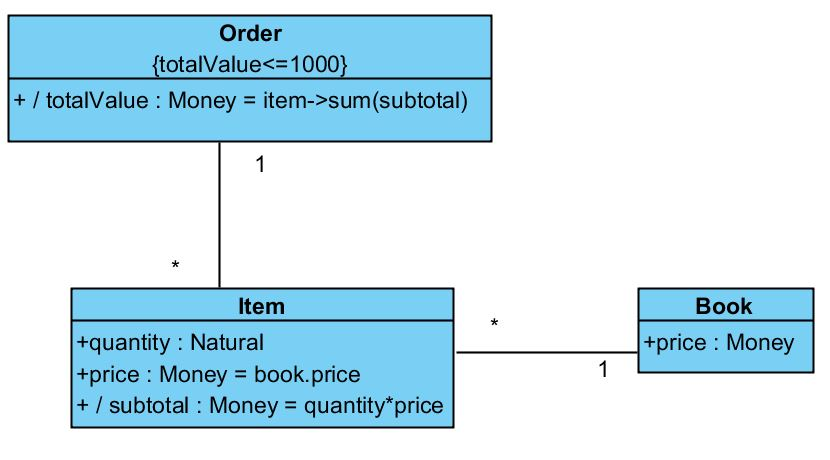 Order
{totalValue<=1000}
+ / totalValue : Money = item->sum(subtotal)
1
*
Item
+quantity : Natural
+price : Money = book.price
+ / subtotal : Money = quantity*price
*
1
Book
+price : Money